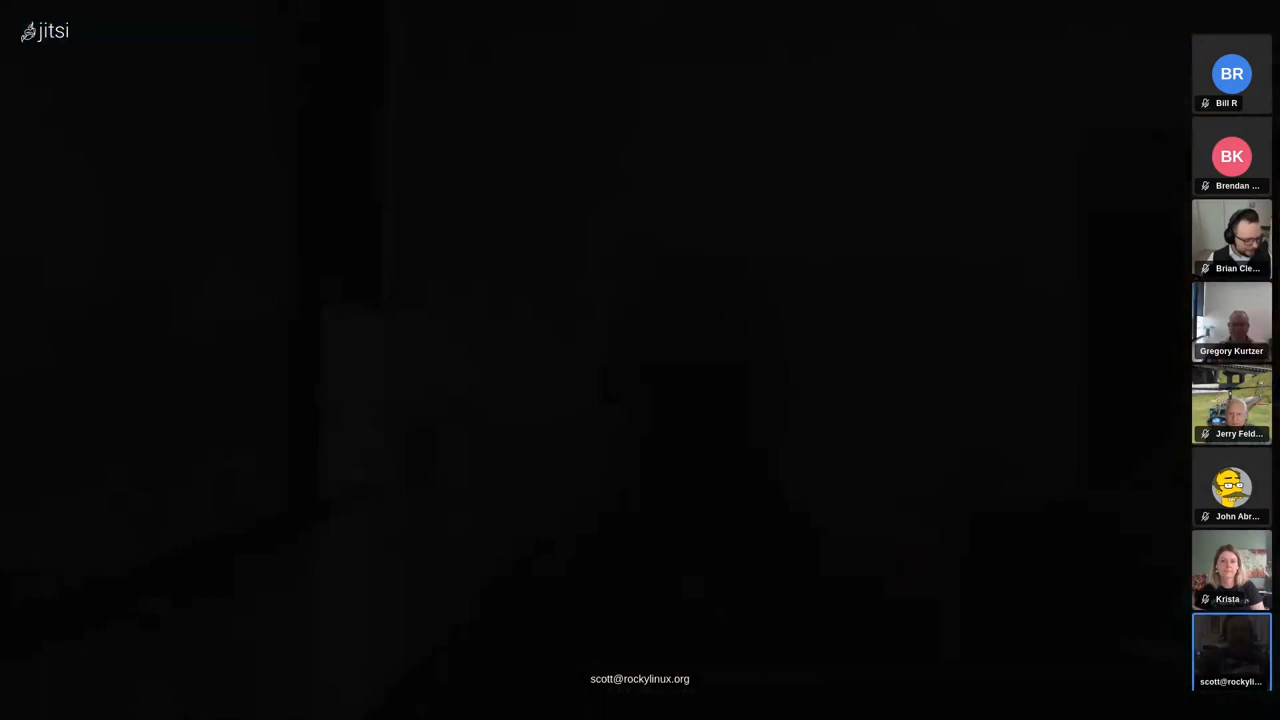 jitsi
BR
Bill R
BK
Brendan ...
Brian Cle...
Gregory Kurtzer
Jerry Feld...
John Abr...
Krista
scott@rockyli...
scott@rockylinux.org